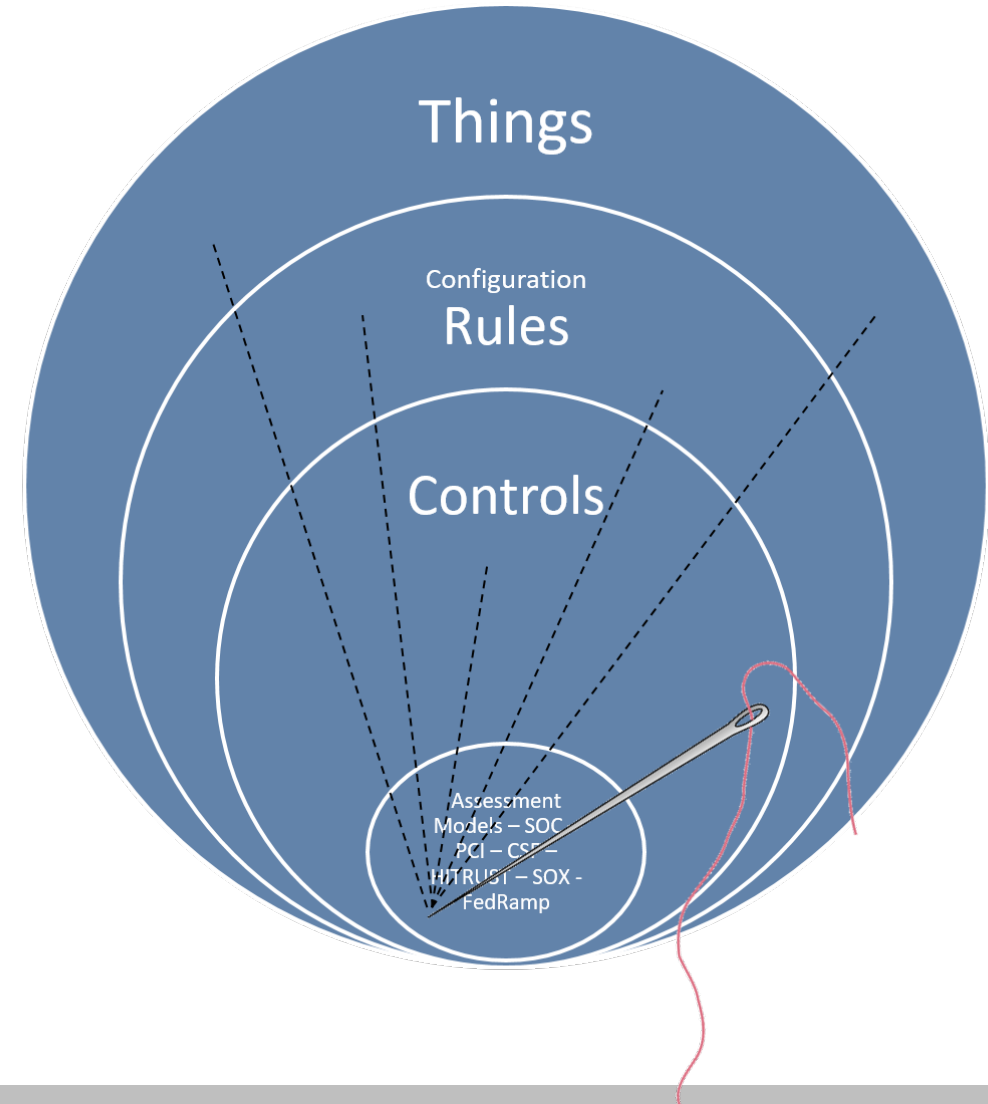 Things
Configuration
Rules
Controls
Assessment
Models – SOC
PCI – CSF –
HITRUST – SOX -
FedRamp